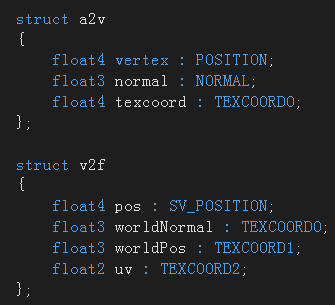 struct a2v
{
float4 vertex : POSITION;
float3 normal : NORMAL;
float4 texcoord : TEXCOORD0;
};
struct v2f
{
float4 pos : SV_POSITION;
float3 worldNormal : TEXCOORD0;
float3 worldPos : TEXCOORD1;
float2 uv : TEXCOORD2;
};